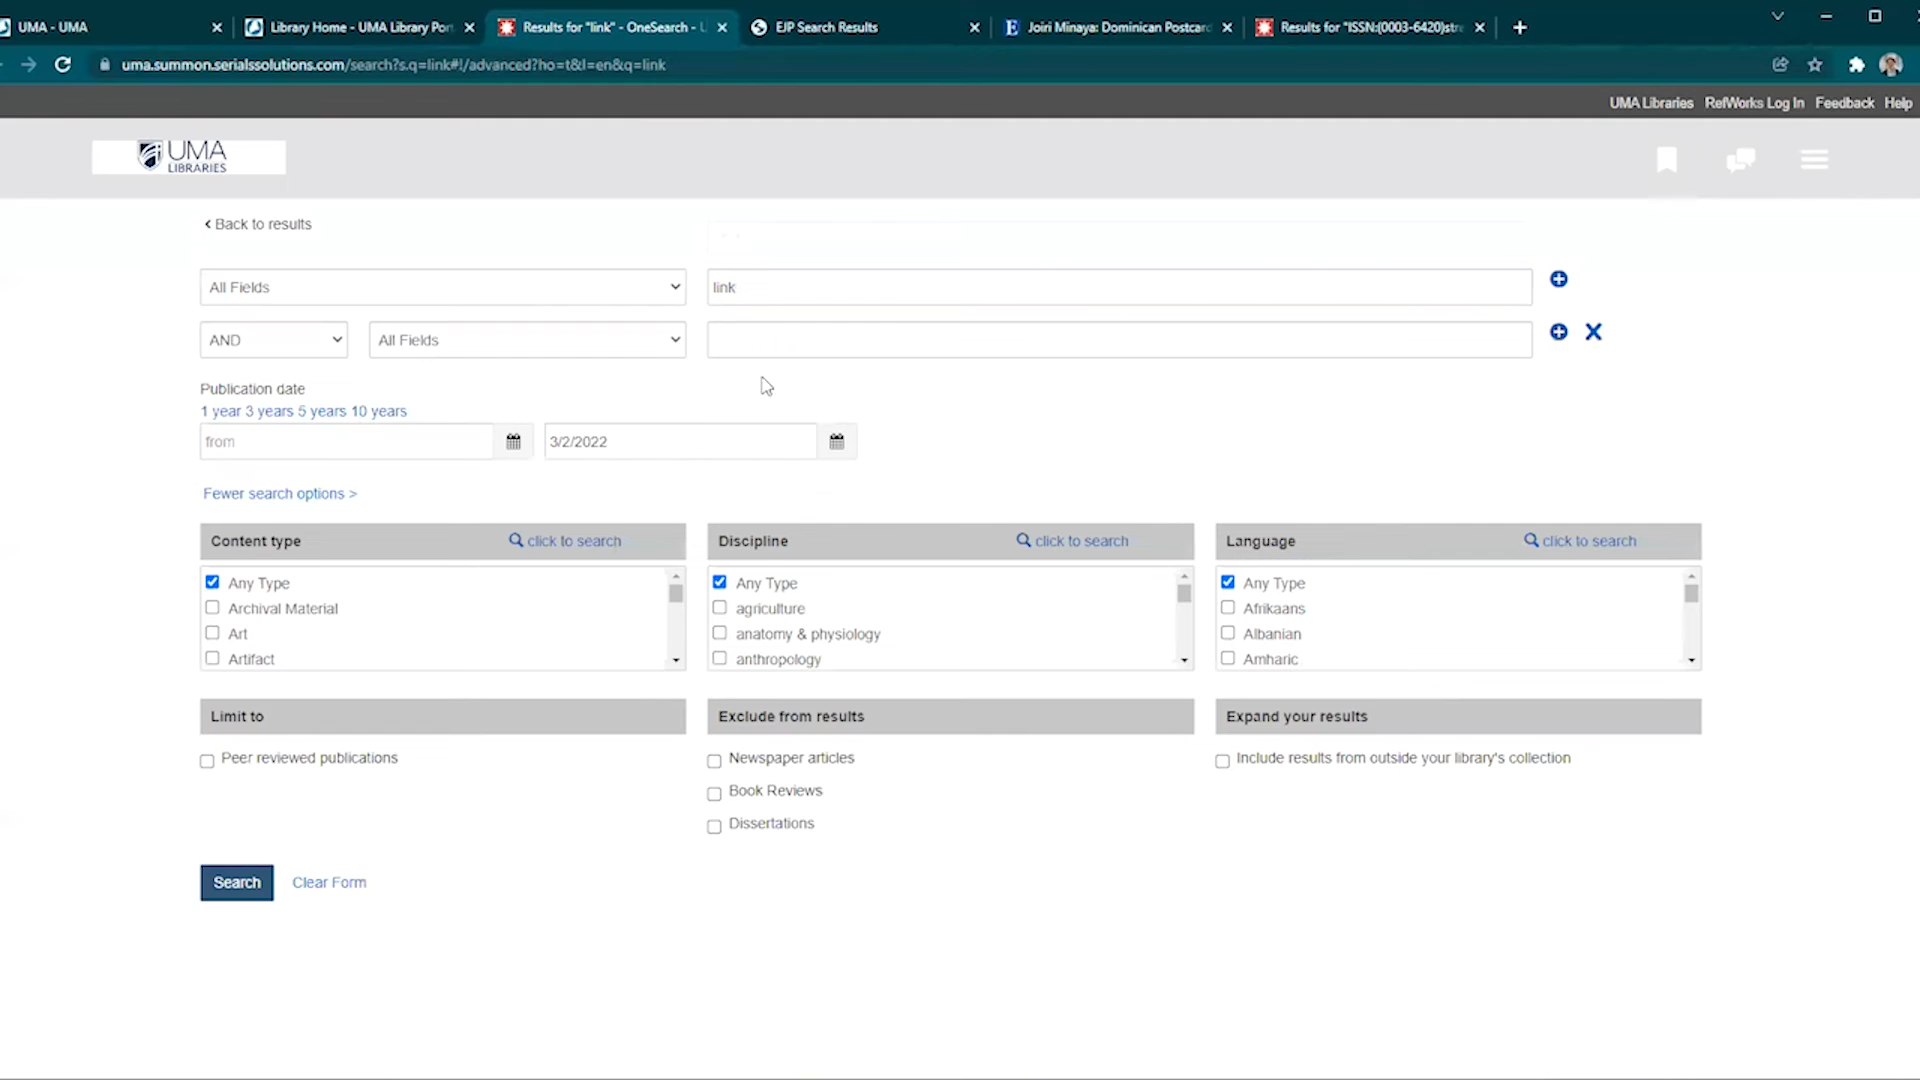 UMA - UMA
Library Home - UMA Library Por
Results for "link" - OneSearch - U
EJP Search Results
Joiri Minaya: Dominican Postcard
Results for "ISSN:(0003-6420)stre
uma.summon.serialssolutions.com/search?s.q=link#!/advanced?ho=t&l=en&q=link
UMA Libraries RefWorks Log In Feedback Help
UMA
LIBRARIES
Back to results
All Fields
link
AND
All Fields
Publication date
1 year 3 years 5 years 10 years
from
3/2/2022
Fewer search options >
Content type
click to search
Any Type
Archival Material
Art
Artifact
Discipline
click to search
Any Type
agriculture
anatomy & physiology
anthropology
Language
click to search
Any Type
Afrikaans
Albanian
Amharic
Limit to
Peer reviewed publications
Exclude from results
Newspaper articles
Book Reviews
Dissertations
Expand your results
Include results from outside your library's collection
Search
Clear Form